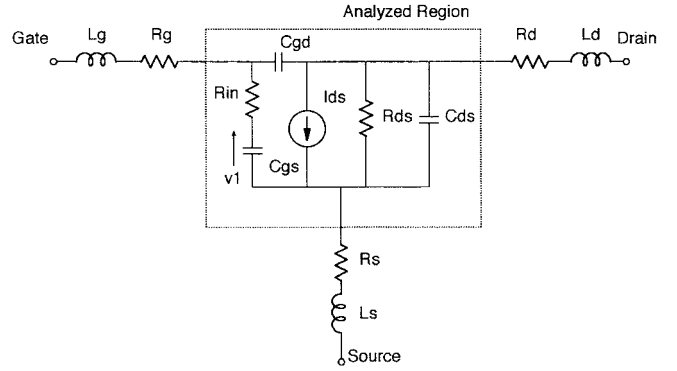 Analyzed Region
Gate
Lg
Rg
Cgd
Rd
Ld
Drain
Rin
Ids
Rds
Cds
v1
Cgs
Rs
Ls
Source